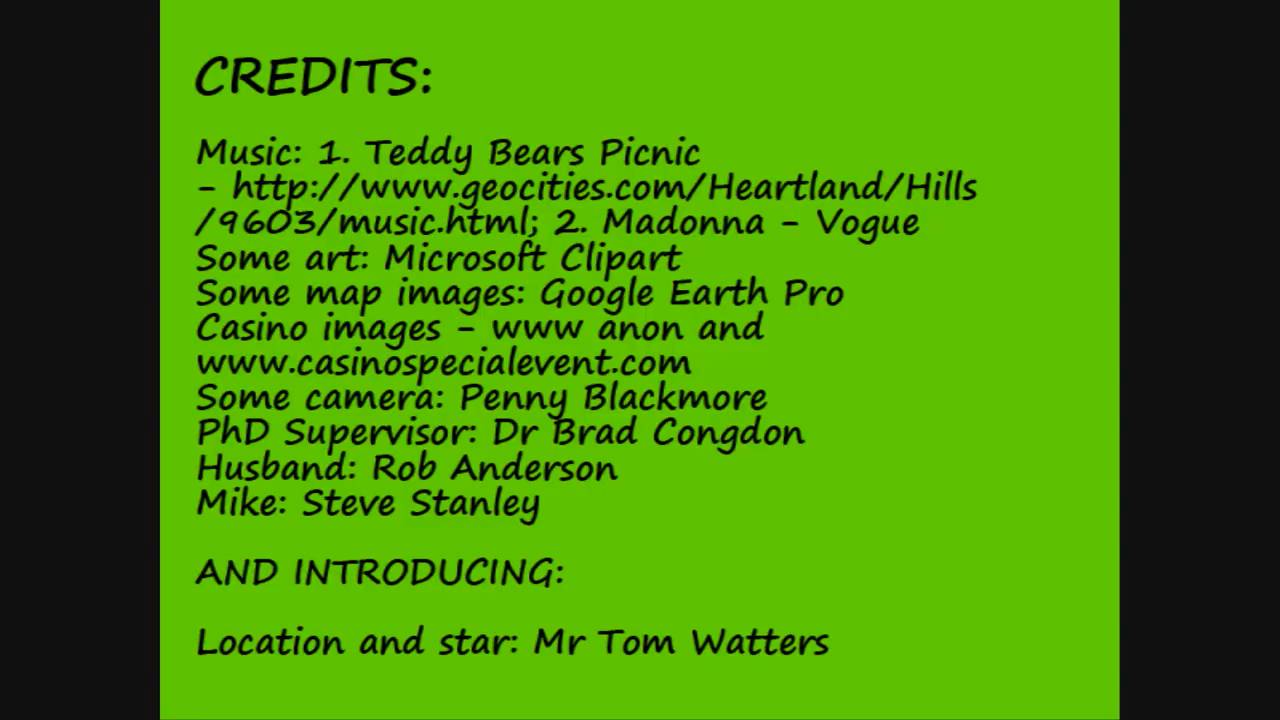 CREDITS:
Music: 1. Teddy Bears Picnic
- http://www.geocities.com/Heartland/Hills
/9603/music.html; 2. Madonna - Vogue
Some art: Microsoft Clipart
Some map images: Google Earth Pro
Casino images - www anon and
www.casinospecialevent.com
Some camera: Penny Blackmore
PhD Supervisor: Dr Brad Congdon
Husband: Rob Anderson
Mike: Steve Stanley
AND INTRODUCING:
Location and star: Mr Tom Watters